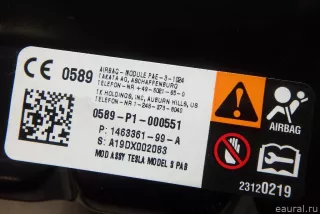 CE 0589
AIRBAG-MODULE PAE-3-1024
TAKATA AG, ASCHAFFENBURG
TELEFON-NR +49-6021-65-0
TK HOLDINGS, INC, AUBURN HILLS, US
TELEFON NR 1-248-373-8040
0589-P1-000551
P: 1463361-99-A
S: A19DX002083
MOD ASSY TESLA MODEL S PAB
AIRBAG
23120219
eaural.ru